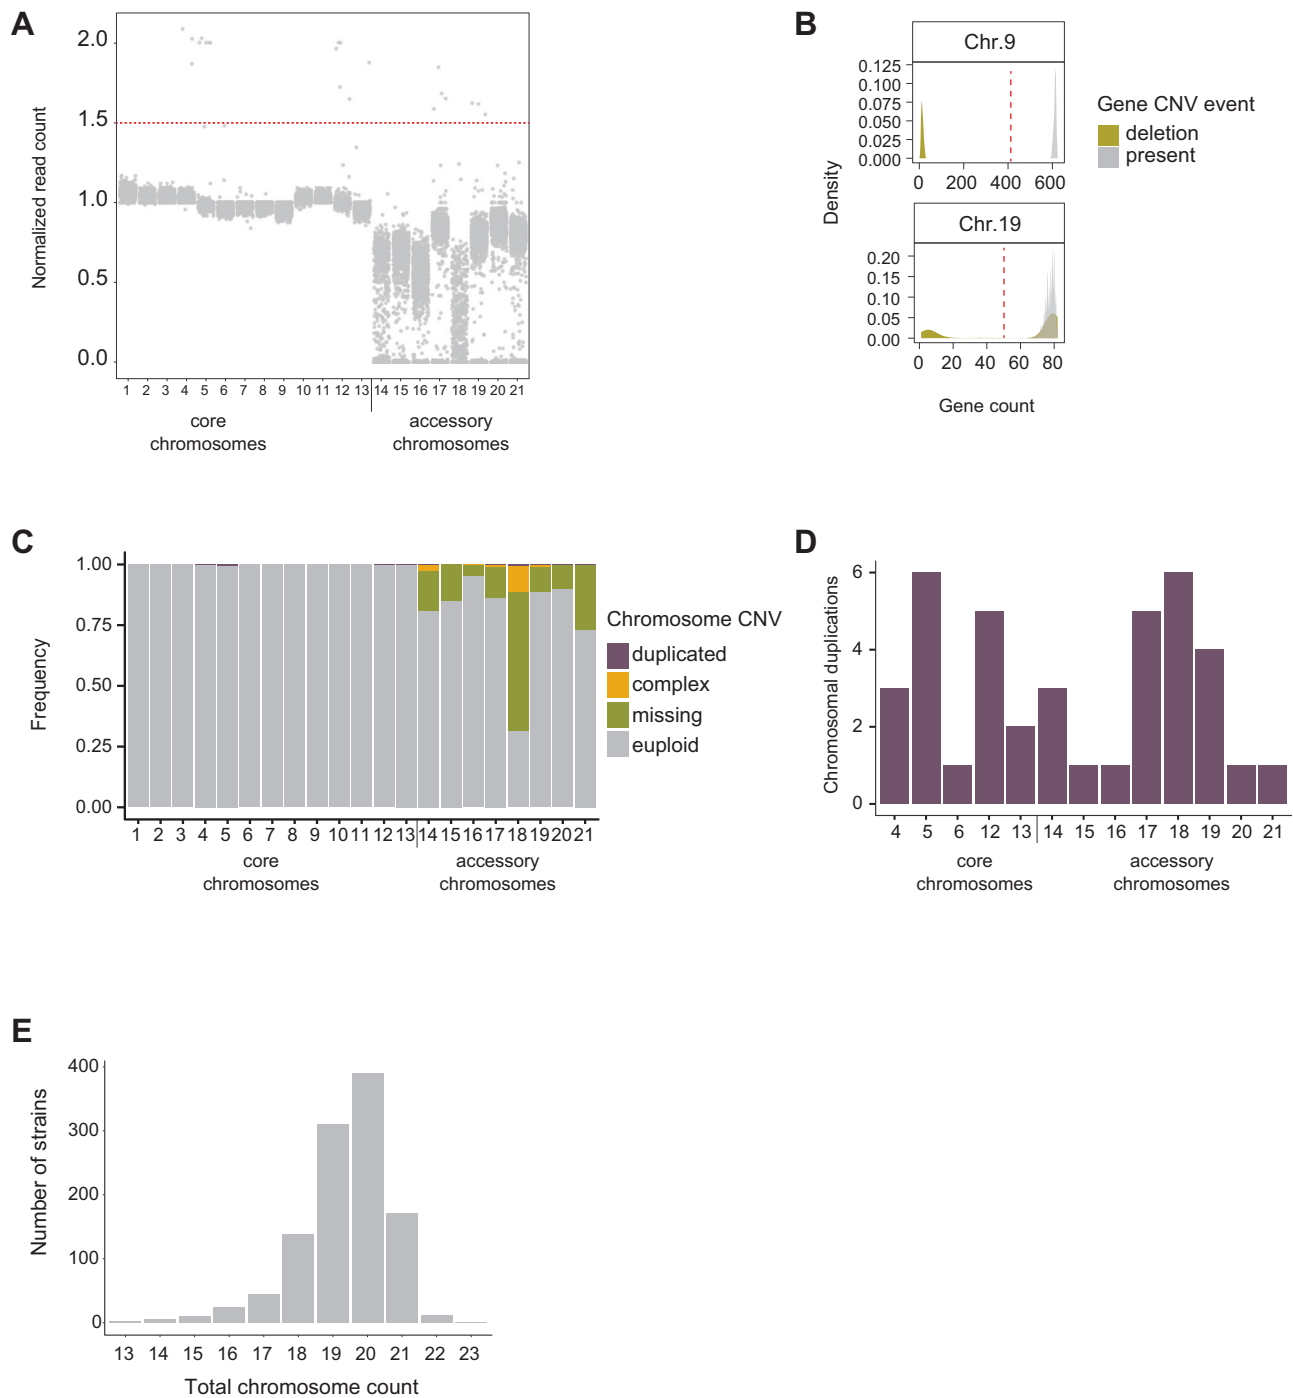 A
2.0
1.5
1.0
0.5
0.0
Normalized read count
1 2 3 4 5 6 7 8 9 10 11 12 13 14 15 16 17 18 19 20 21
core
chromosomes
accessory
chromosomes
B
Chr.9
0.125
0.100
0.075
0.050
0.025
0.000
0 200 400 600
Chr.19
0.20
0.15
0.10
0.05
0.00
0 20 40 60 80
Density
Gene count
Gene CNV event
deletion
present
C
1.00
0.75
0.50
0.25
0.00
Frequency
1 2 3 4 5 6 7 8 9 10 11 12 13 14 15 16 17 18 19 20 21
core
chromosomes
accessory
chromosomes
Chromosome CNV
duplicated
complex
missing
euploid
D
6
4
2
0
Chromosomal duplications
4 5 6 12 13 14 15 16 17 18 19 20 21
core
chromosomes
accessory
chromosomes
E
400
300
200
100
0
Number of strains
13 14 15 16 17 18 19 20 21 22 23
Total chromosome count